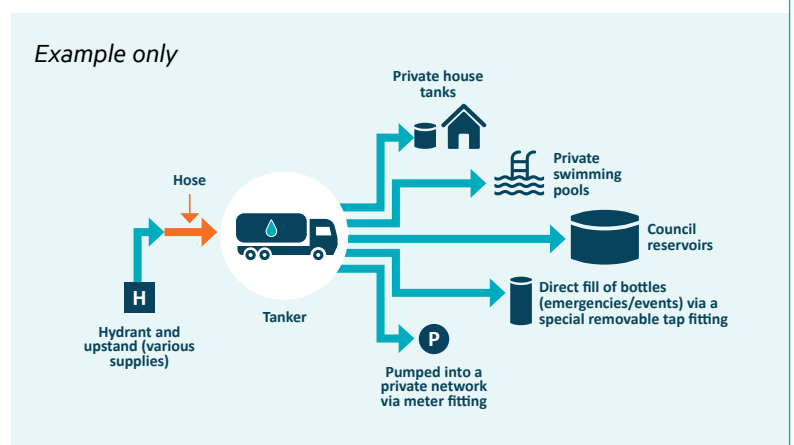 Example only
Private house
tanks
Private
swimming
pools
Hose
Council
reservoirs
H
Direct fill of bottles
(emergencies/events) via a
special removable tap fitting
Tanker
Hydrant and
upstand (various
supplies)
P
Pumped into a
private network
via meter fitting